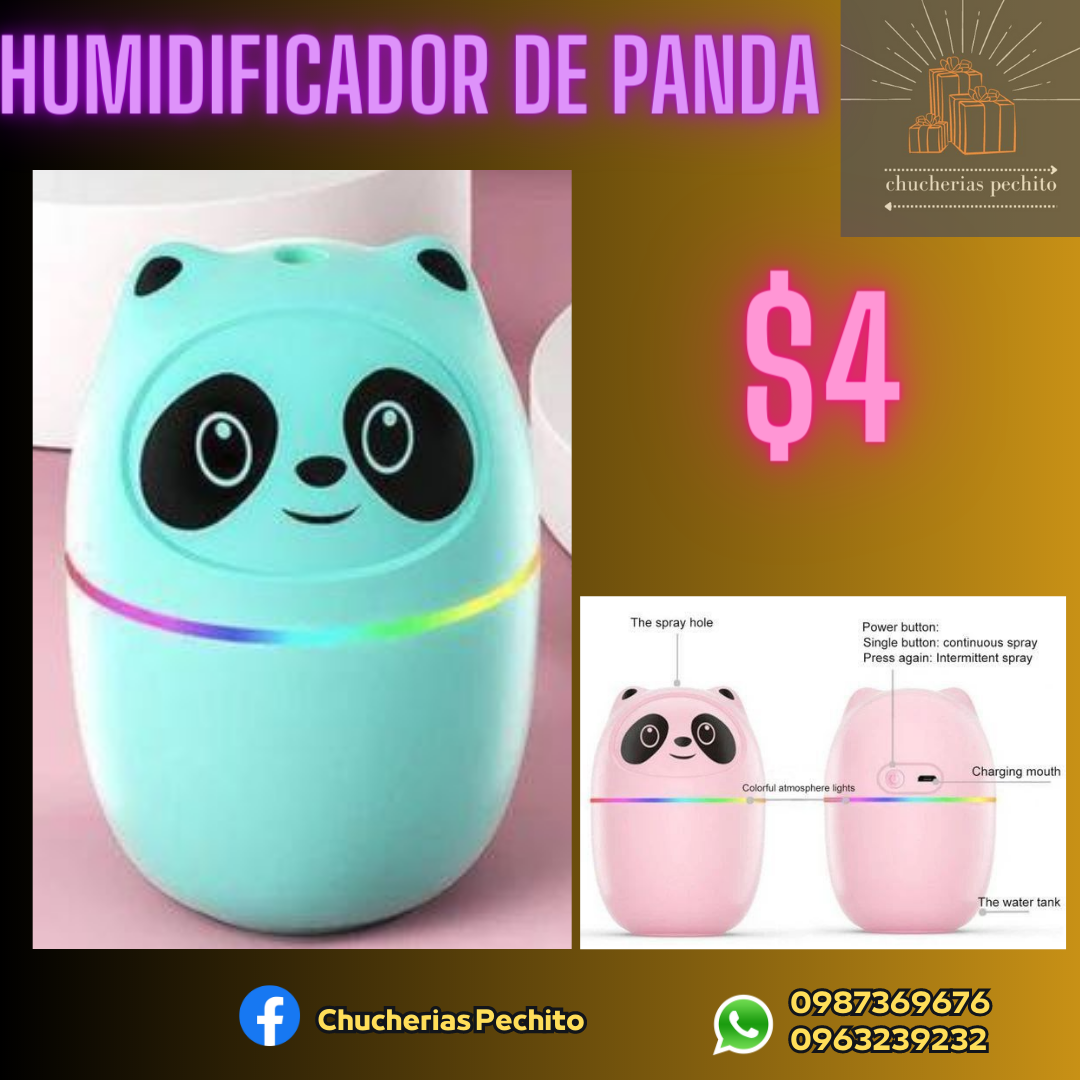 HUMIDIFICADOR DE PANDA
chucherias pechito
$4
The spray hole
Power button:
Single button: continuous spray
Press again: Intermittent spray
Charging mouth
Colorful atmosphere lights
The water tank
Chucherias Pechito
0987369676
0963239232